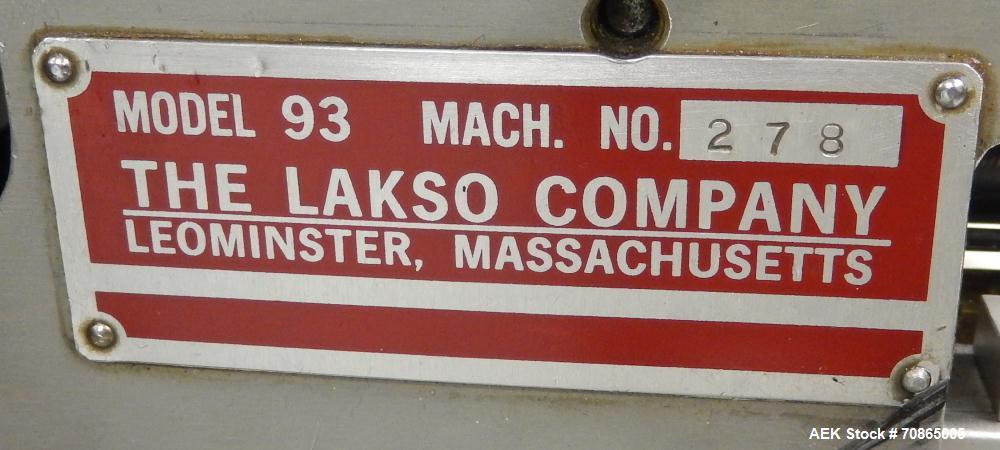 MODEL 93 MACH. NO. 278
THE LAKSO COMPANY
LEOMINSTER, MASSACHUSETTS
AEK Stock # 70865005